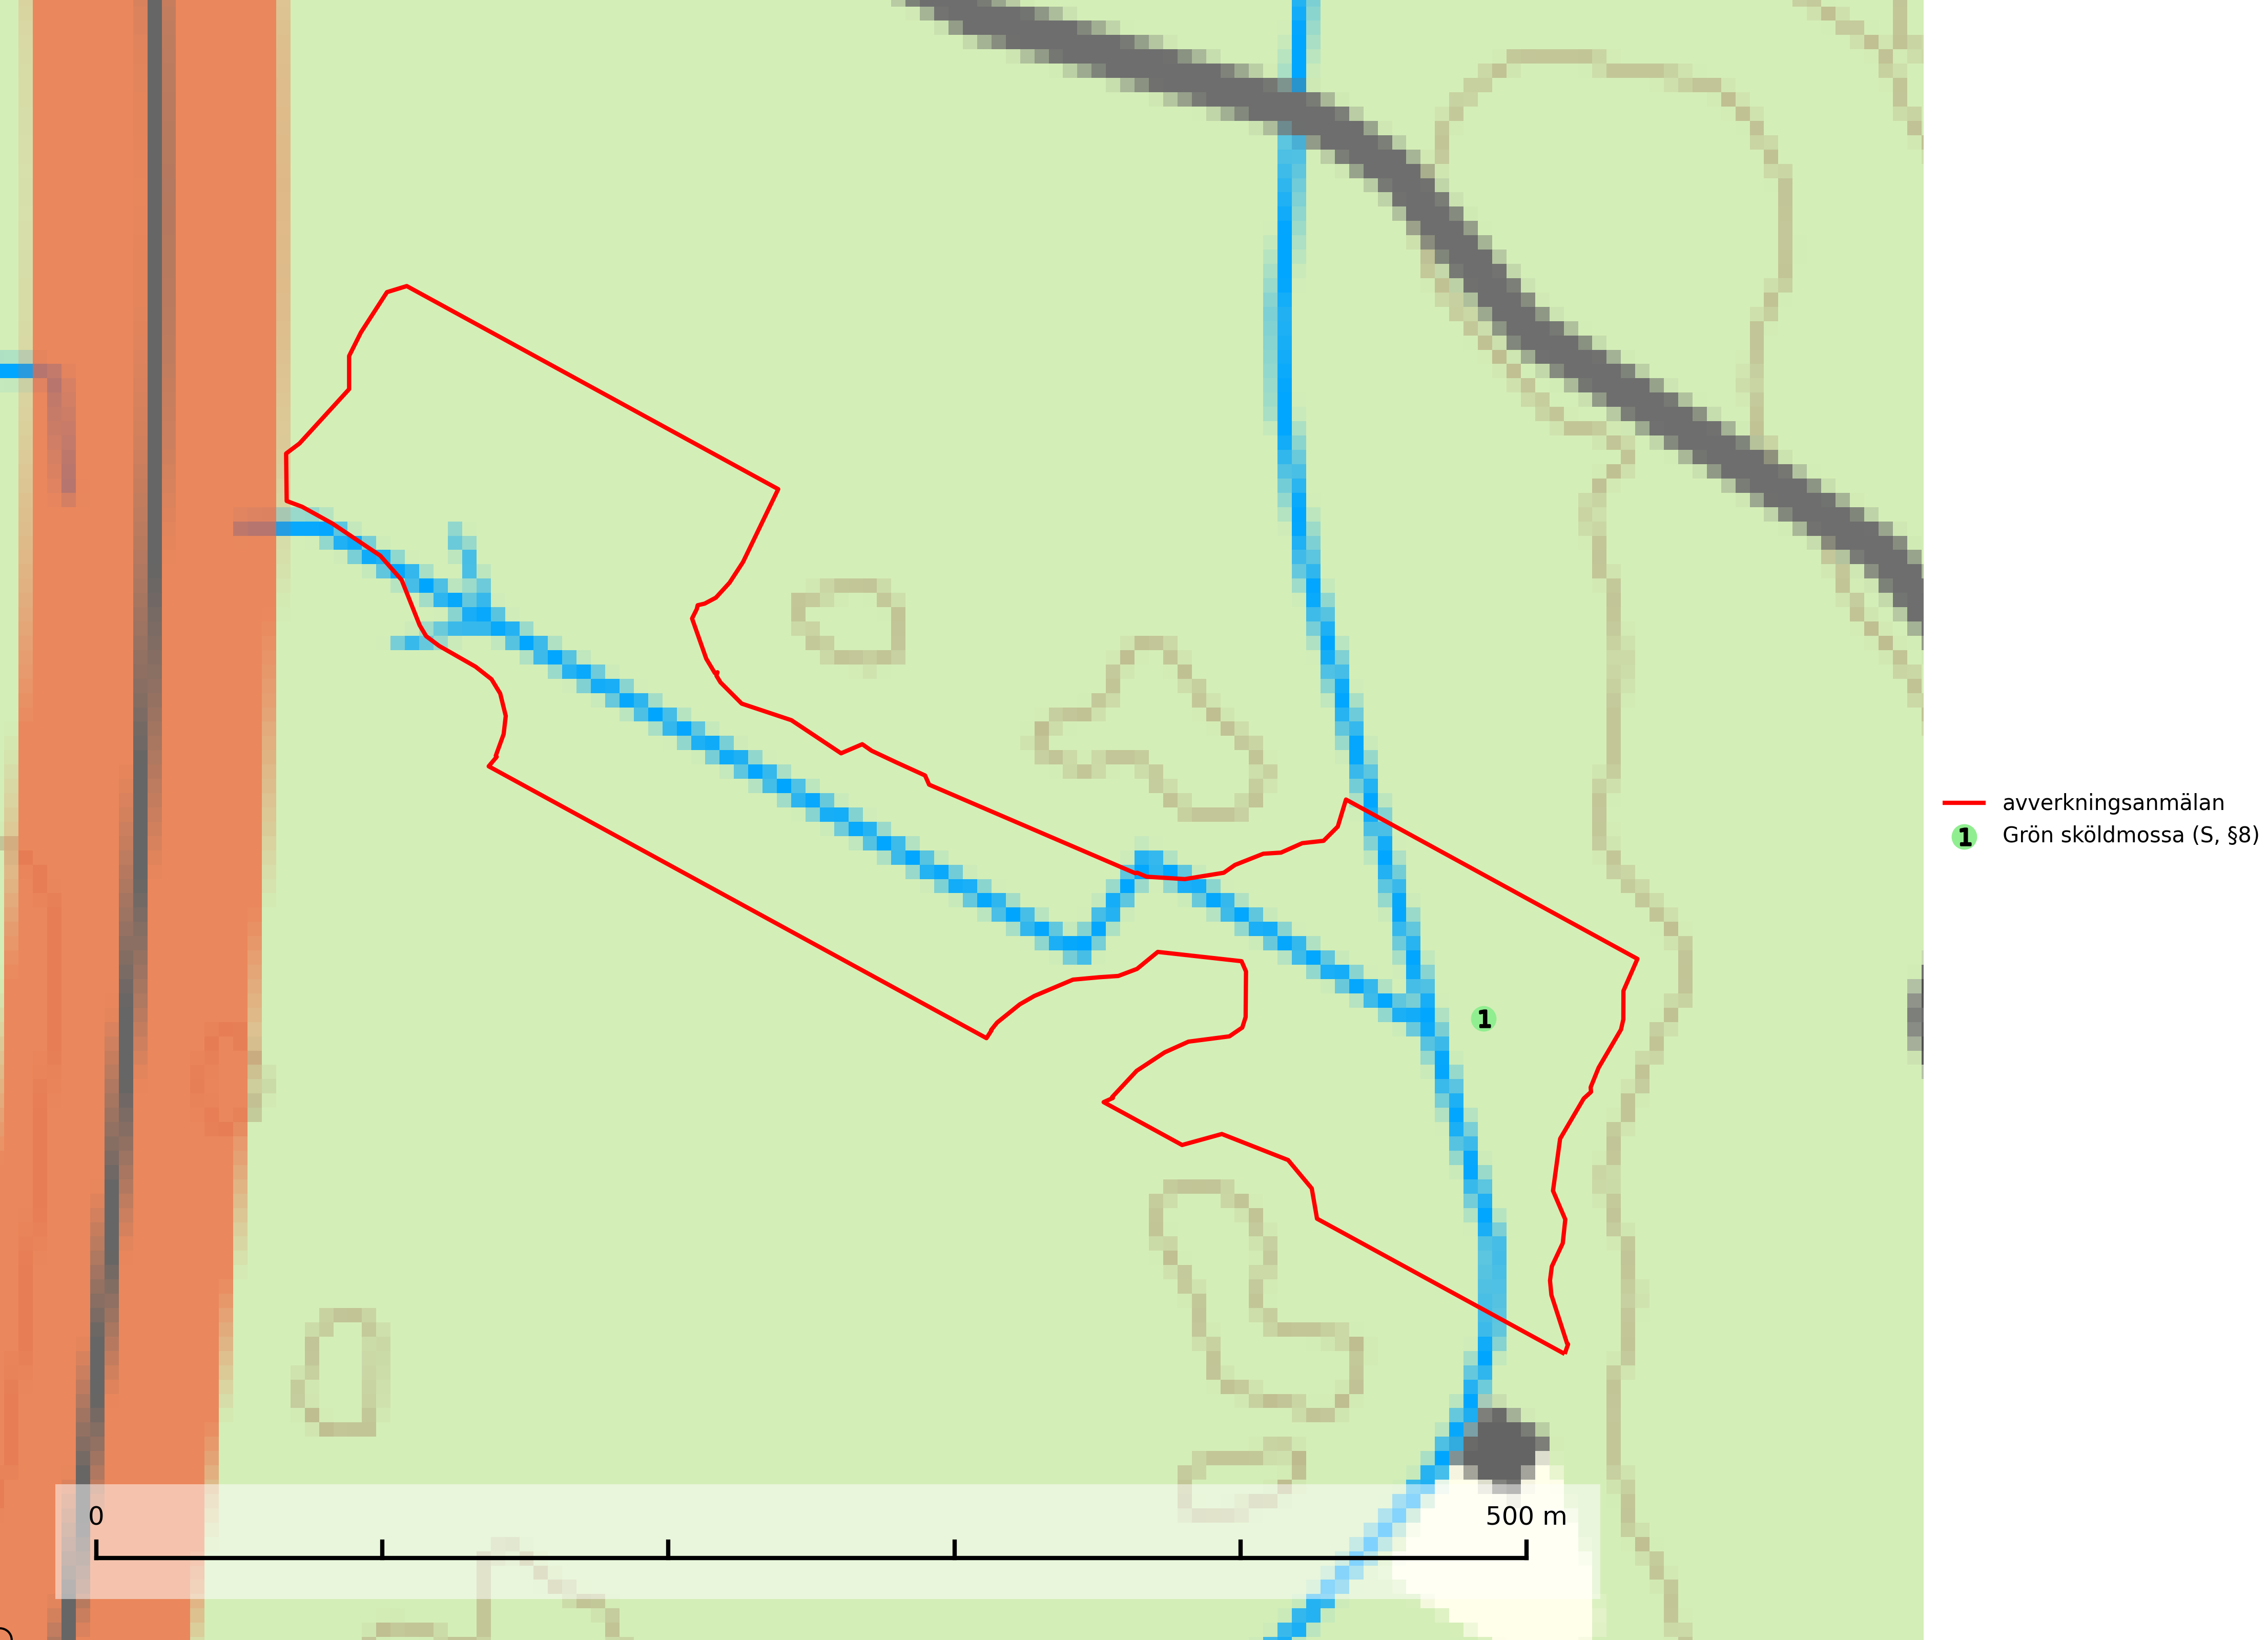 avverkningsanmälan
1 Grön sköldmossa (S, §8)
1
0 500 m